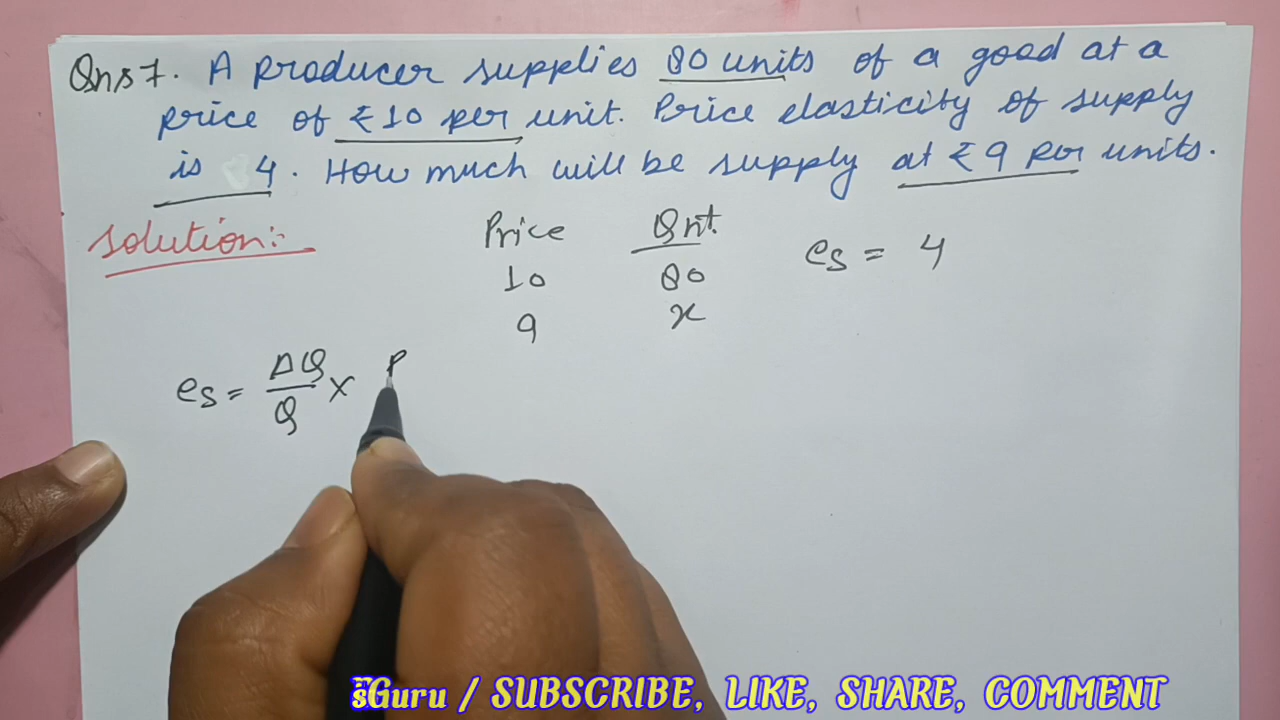 Qns 7. A producer supplies 80 units of a good at a
price of ₹10 per unit. Price elasticity of supply
is 4. How much will be supply at ₹9 per units.
Solution:-
Price Qnt.
10 80
9 x
es = 4
es = ΔQ/Q × P
Guru / SUBSCRIBE, LIKE, SHARE, COMMENT